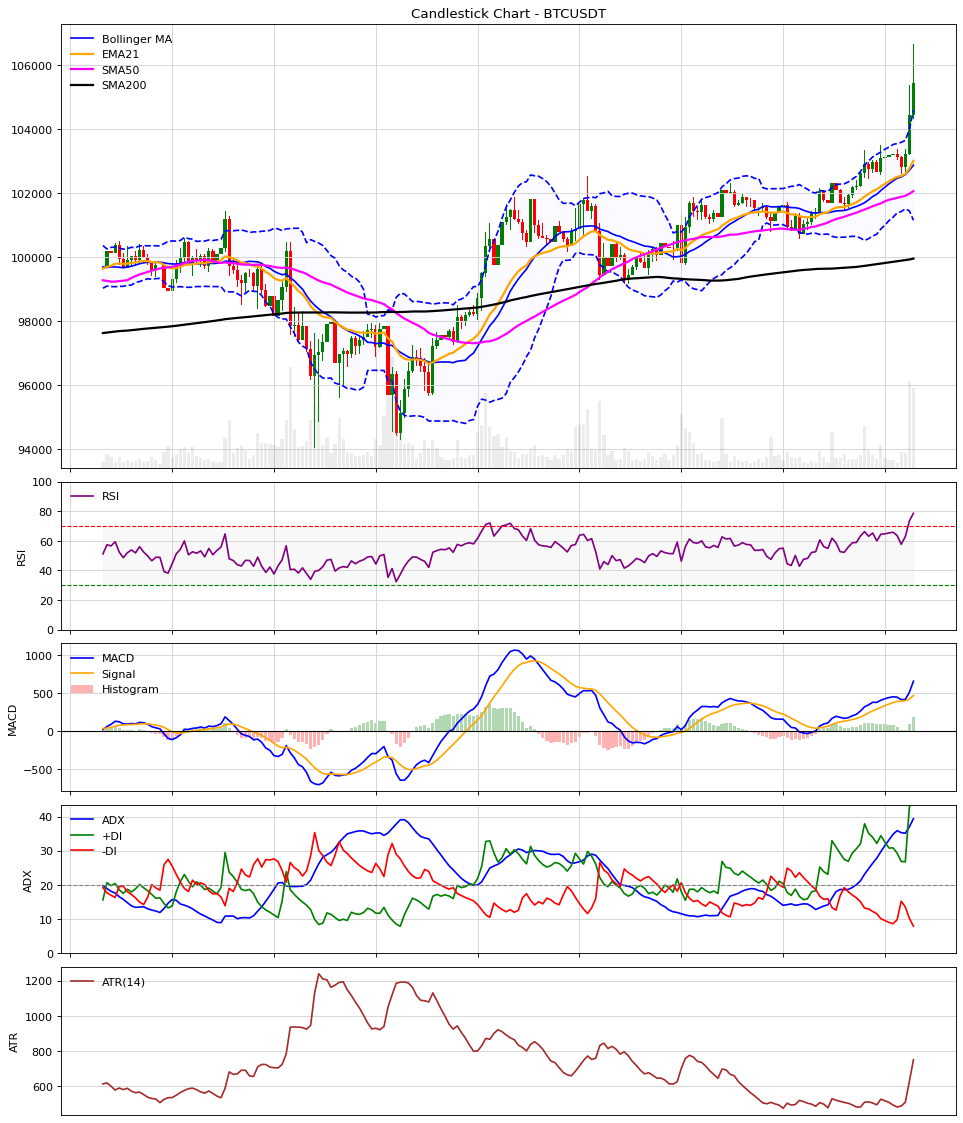 Candlestick Chart - BTCUSDT
Bollinger MA
EMA21
SMA50
SMA200
106000
104000
102000
100000
98000
96000
94000
RSI
100
80
60
40
20
0
RSI
MACD
Signal
Histogram
1000
500
0
−500
MACD
ADX
+DI
-DI
40
30
20
10
0
ADX
ATR(14)
1200
1000
800
600
ATR